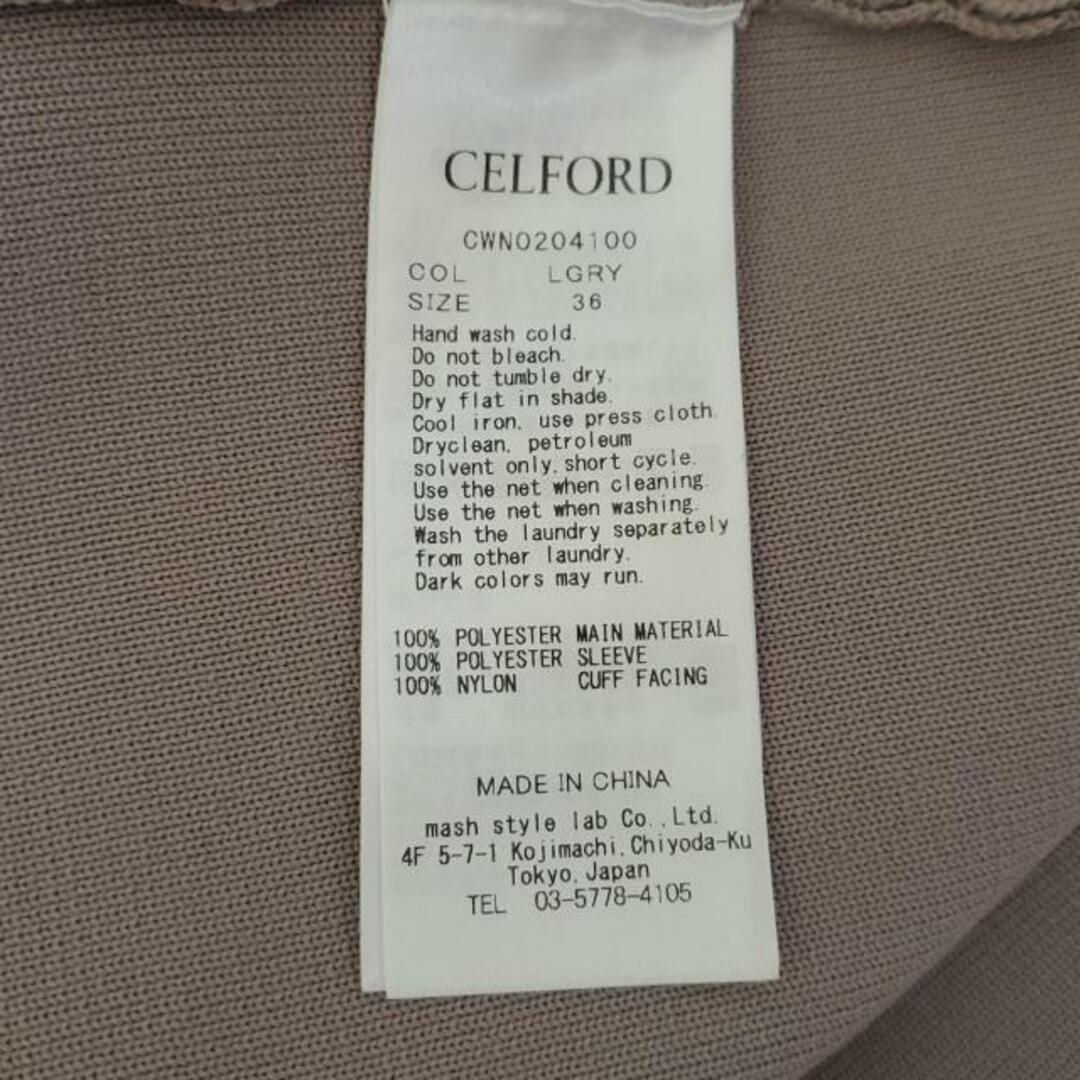 CELFORD
CWNO204100
COL LGRY
SIZE 36
Hand wash cold.
Do not bleach.
Do not tumble dry.
Dry flat in shade.
Cool iron, use press cloth.
Dryclean, petroleum
solvent only, short cycle.
Use the net when cleaning.
Use the net when washing.
Wash the laundry separately
from other laundry.
Dark colors may run.
100% POLYESTER MAIN MATERIAL
100% POLYESTER SLEEVE
100% NYLON CUFF FACING
MADE IN CHINA
mash style lab Co.,Ltd.
4F 5-7-1 Kojimachi,Chiyoda-Ku
Tokyo,Japan
TEL 03-5778-4105